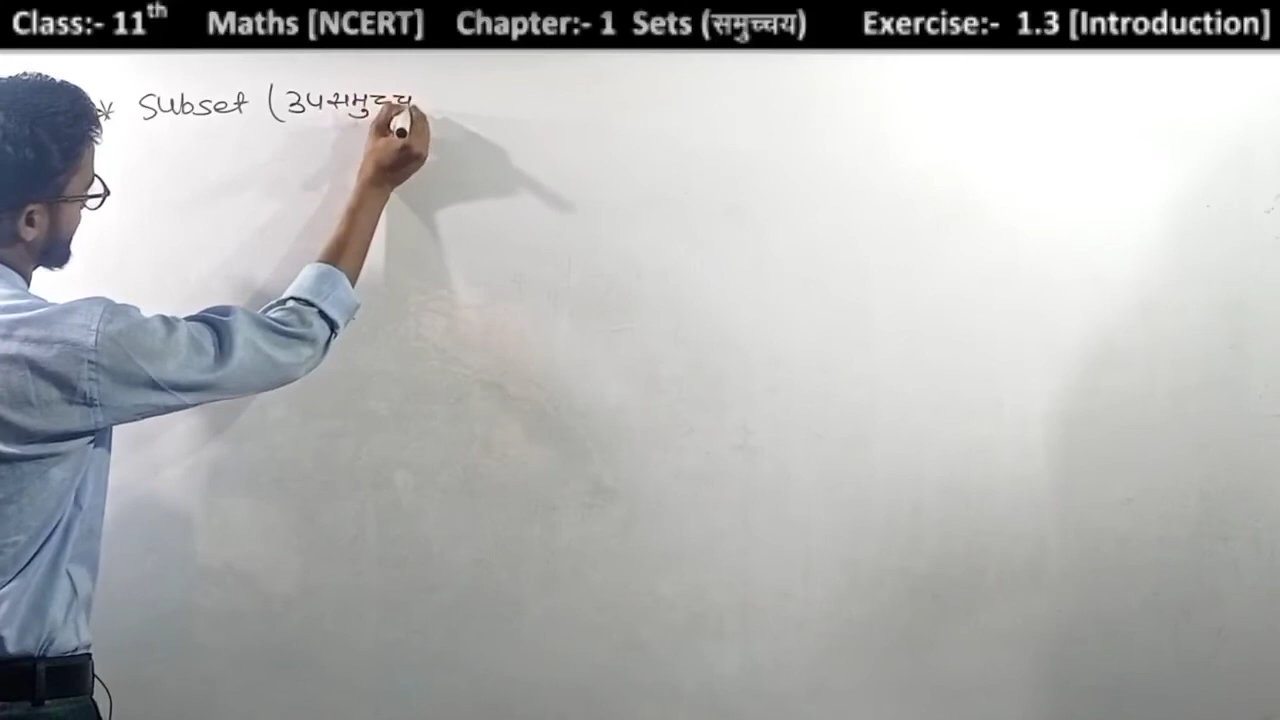 Class:- 11th Maths [NCERT] Chapter:- 1 Sets (समुच्चय) Exercise:- 1.3 [Introduction]
* Subset (उपसमुच्चय